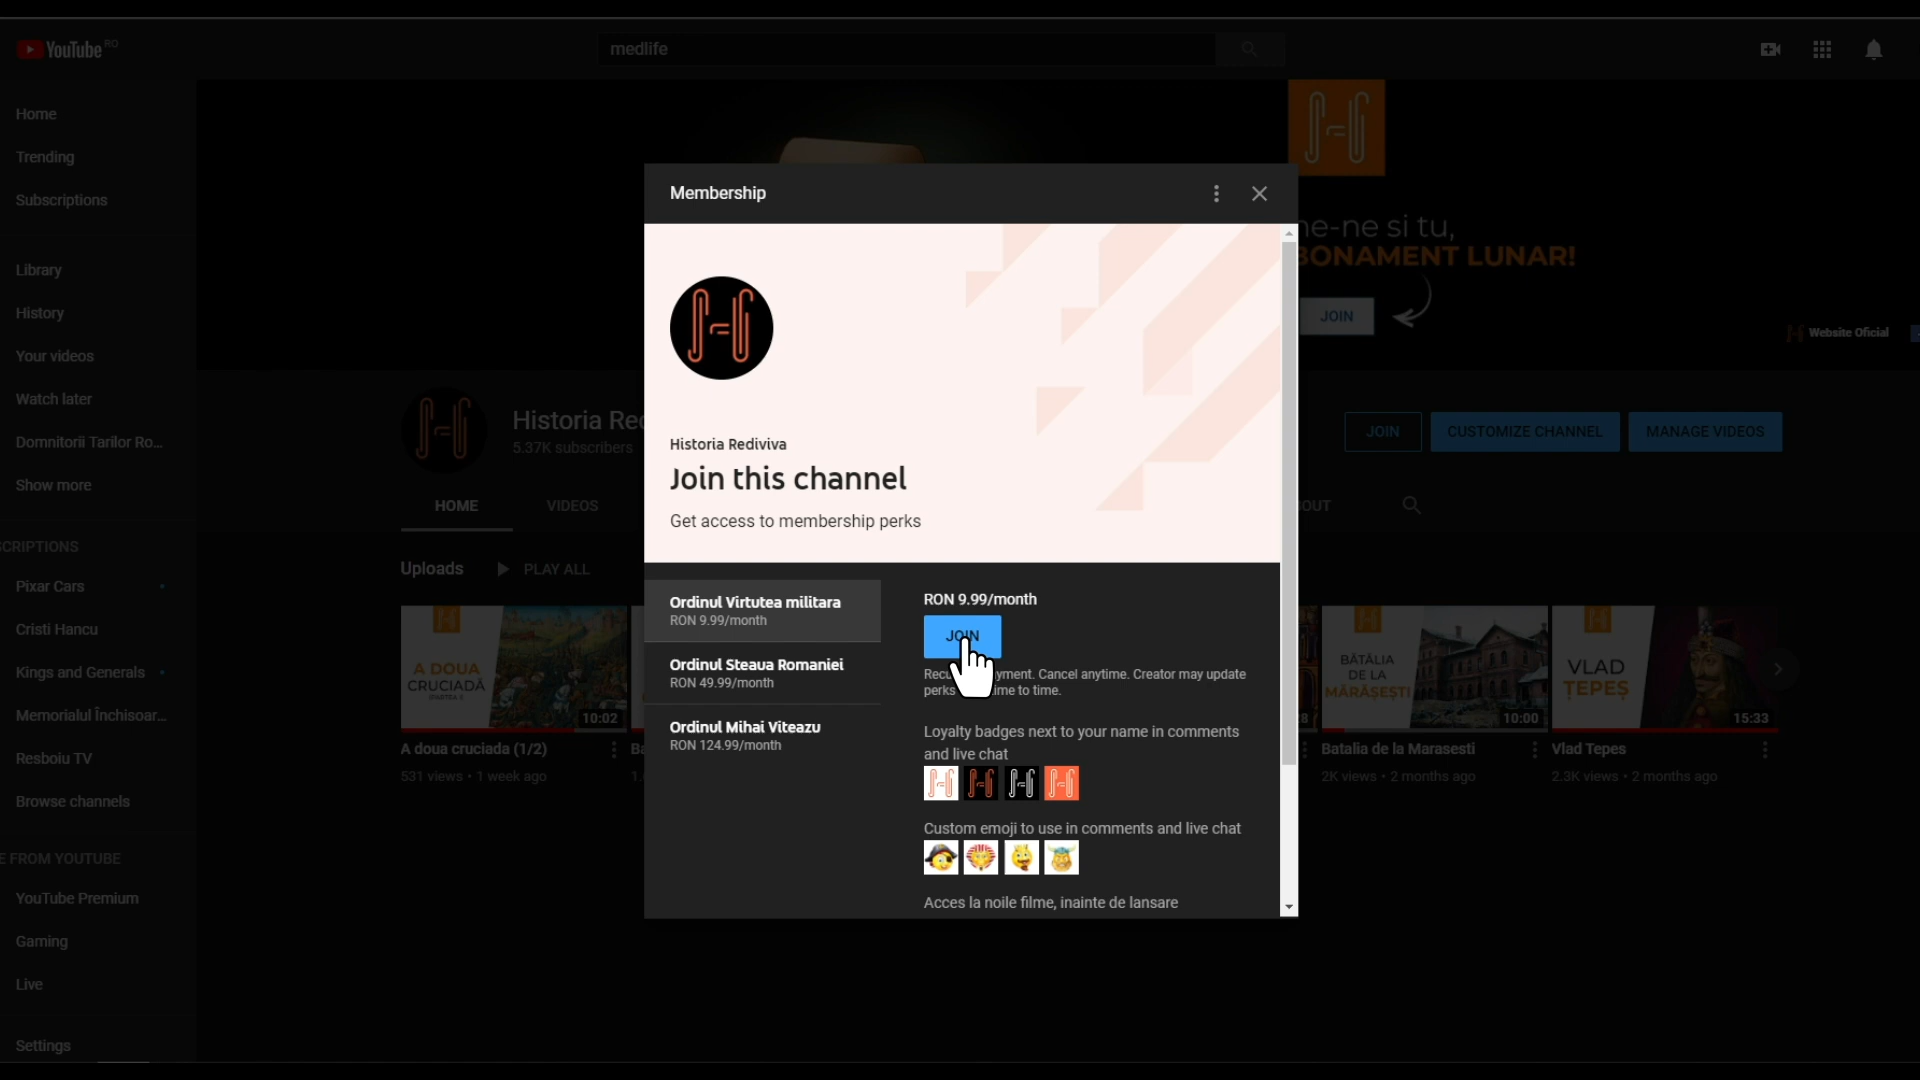 YouTube RO
medlife
Home
Trending
Subscriptions
Library
History
Your videos
Watch later
Domnitorii Tarilor Ro...
Show more
SCRIPTIONS
Pixar Cars
Cristi Hancu
Kings and Generals
Memorialul Închisoar...
Resboiu TV
Browse channels
E FROM YOUTUBE
YouTube Premium
Gaming
Live
Settings
ne-ne si tu,
BONAMENT LUNAR!
JOIN
Website Oficial
Historia Red
5.37K subscribers
JOIN
CUSTOMIZE CHANNEL
MANAGE VIDEOS
HOME
VIDEOS
OUT
Uploads
PLAY ALL
A DOUA
CRUCIADĂ
10:02
A doua cruciada (1/2)
531 views • 1 week ago
Membership
Historia Rediviva
Join this channel
Get access to membership perks
Ordinul Virtutea militara
RON 9.99/month
Ordinul Steaua Romaniei
RON 49.99/month
Ordinul Mihai Viteazu
RON 124.99/month
RON 9.99/month
JOIN
yment. Cancel anytime. Creator may update
perks ime to time.
Loyalty badges next to your name in comments
and live chat
Custom emoji to use in comments and live chat
Acces la noile filme, inainte de lansare
BĂTĂLIA
DE LA
MĂRĂȘEȘTI
10:00
Batalia de la Marasesti
2K views • 2 months ago
VLAD
ȚEPEȘ
15:33
Vlad Tepes
2.3K views • 2 months ago